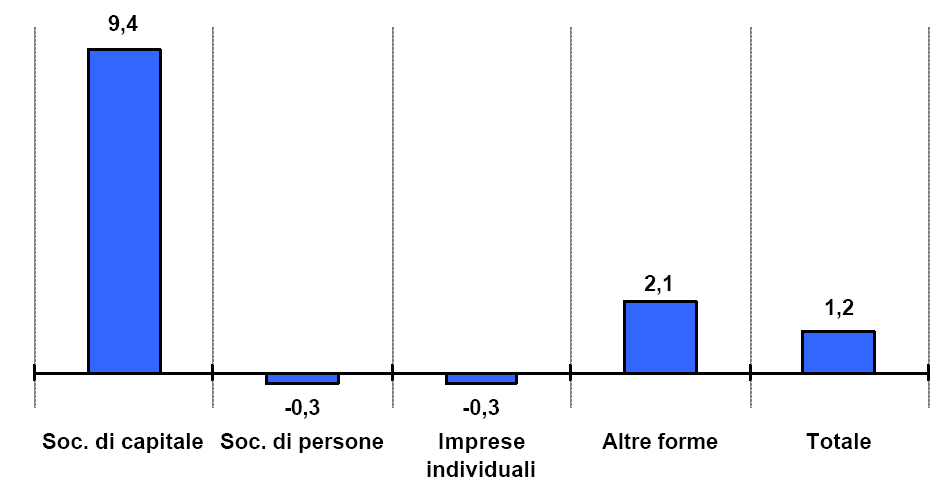 9,4
-0,3
-0,3
2,1
1,2
Soc. di capitale
Soc. di persone
Imprese
individuali
Altre forme
Totale